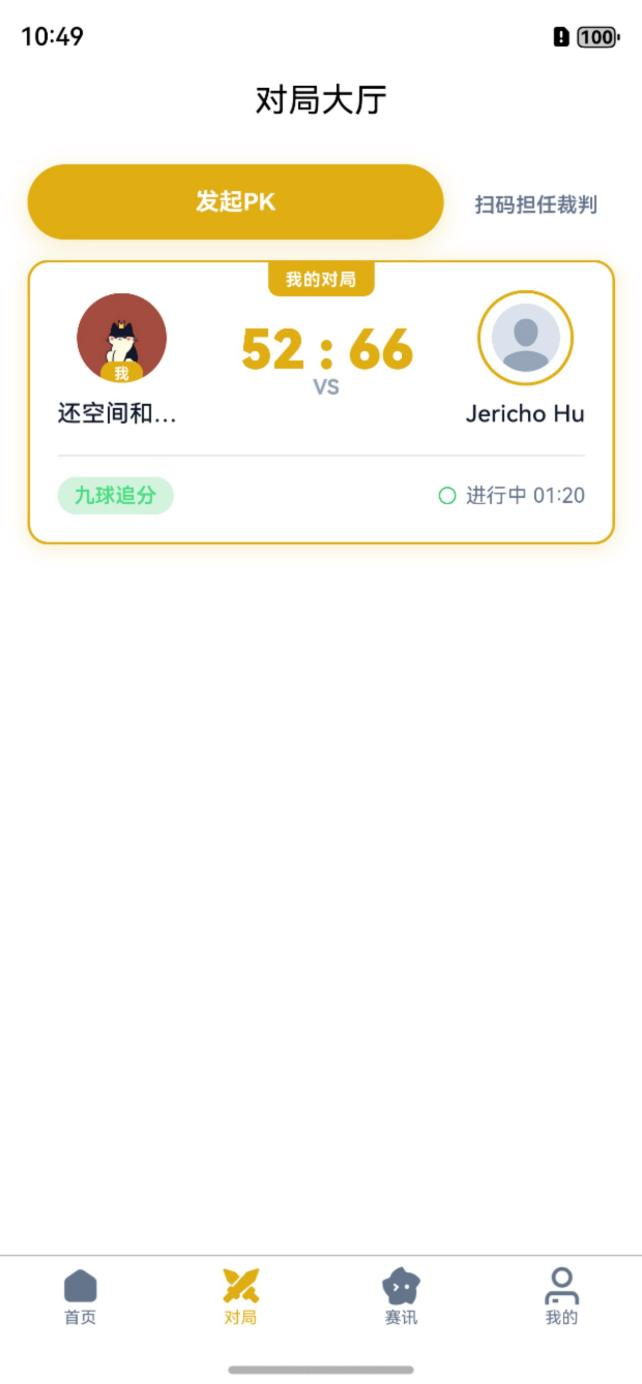 10:49
100
对局大厅
发起PK
扫码担任裁判
我的对局
52 : 66
VS
我
还空间和...
Jericho Hu
九球追分
进行中 01:20
首页
对局
赛讯
我的